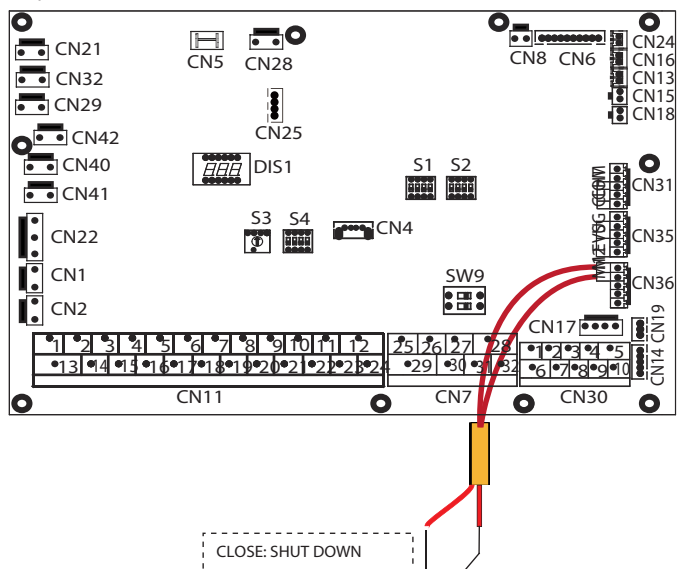 CN21
CN5
CN28
CN8
CN6
CN24
CN16
CN13
CN15
CN18
CN32
CN29
CN25
CN42
CN40
DIS1
S1
S2
CN41
CN31
S3
S4
CN4
CN22
CN35
CN1
SW9
CN36
CN2
CN17
CN19
1 2 3 4 5 6 7 8 9 10 11 12
25 26 27 28
1 2 3 4 5
13 14 15 16 17 18 19 20 21 22 23 24
29 30 31 32
6 7 8 9 10
CN14
CN11
CN7
CN30
CLOSE: SHUT DOWN